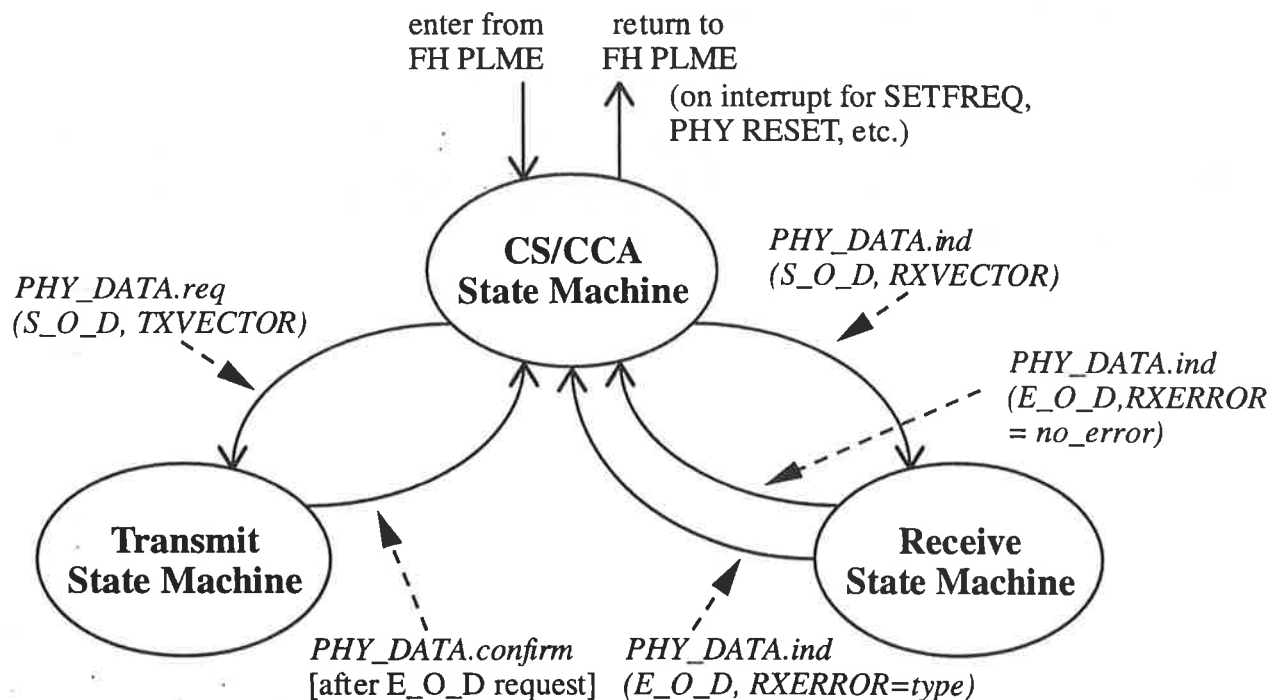 enter from
FH PLME
return to
FH PLME
(on interrupt for SETFREQ,
PHY RESET, etc.)
CS/CCA
State Machine
PHY_DATA.ind
(S_O_D, RXVECTOR)
PHY_DATA.req
(S_O_D, TXVECTOR)
PHY_DATA.ind
(E_O_D,RXERROR
= no_error)
Transmit
State Machine
Receive
State Machine
PHY_DATA.confirm
[after E_O_D request]
PHY_DATA.ind
(E_O_D, RXERROR=type)